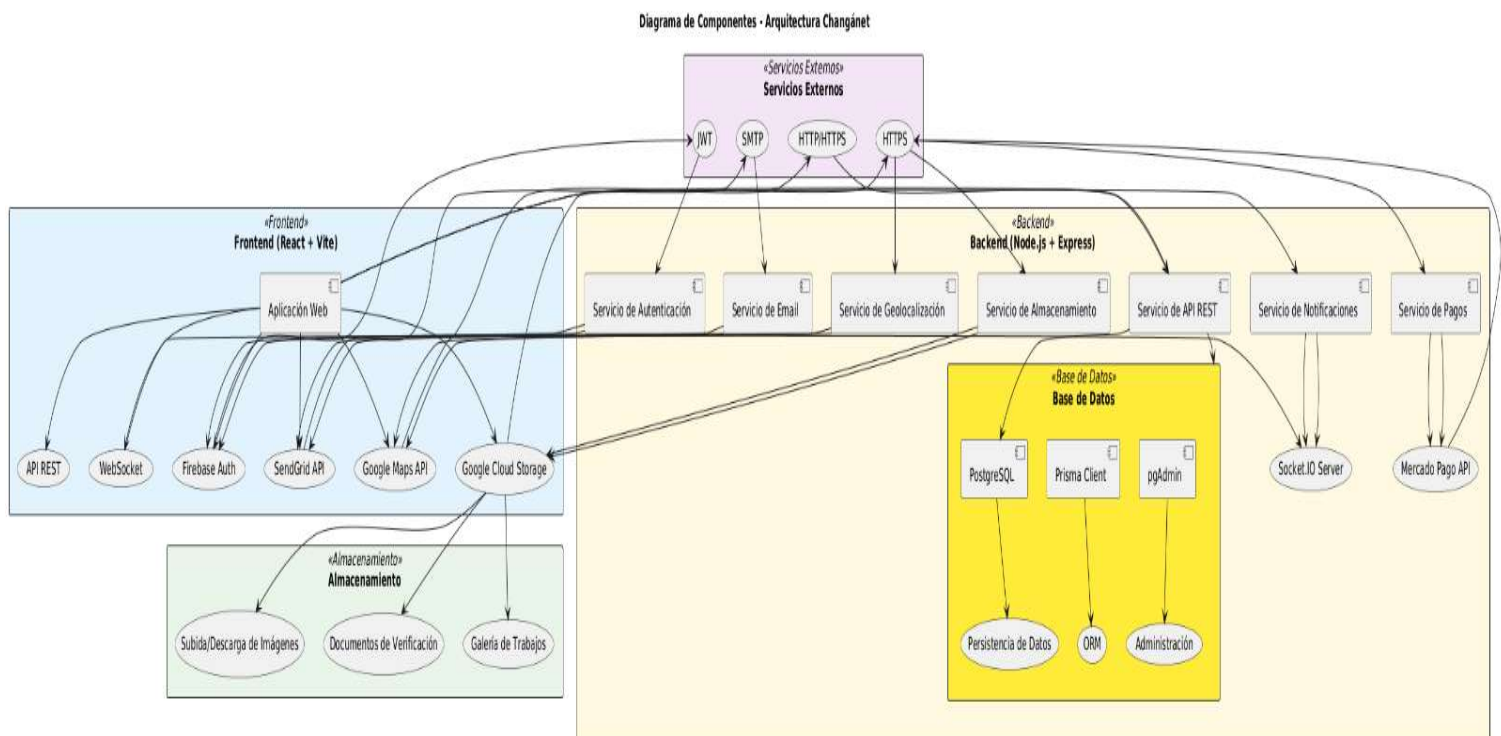 Diagrama de Componentes - Arquitectura Changánet
«Servicios Externos»
Servicios Externos
JWT
SMTP
HTTP/HTTPS
HTTPS
«Frontend»
Frontend (React + Vite)
Aplicación Web
API REST
WebSocket
Firebase Auth
SendGrid API
Google Maps API
Google Cloud Storage
«Backend»
Backend (Node.js + Express)
Servicio de Autenticación
Servicio de Email
Servicio de Geolocalización
Servicio de Almacenamiento
Servicio de API REST
Servicio de Notificaciones
Servicio de Pagos
«Base de Datos»
Base de Datos
PostgreSQL
Prisma Client
pgAdmin
Persistencia de Datos
ORM
Administración
Socket.IO Server
Mercado Pago API
«Almacenamiento»
Almacenamiento
Subida/Descarga de Imágenes
Documentos de Verificación
Galería de Trabajos